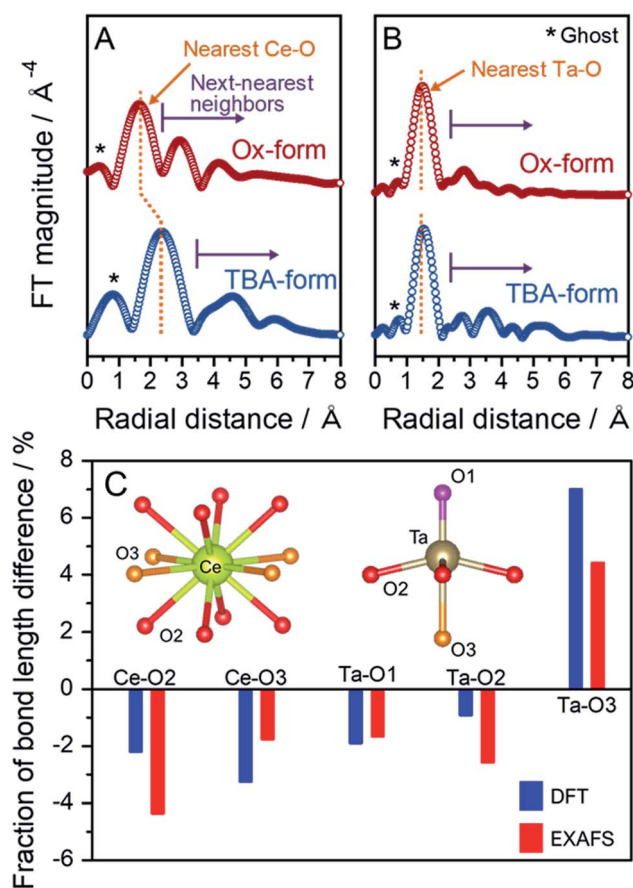 A
Nearest Ce-O
Next-nearest
neighbors
*
Ox-form
*
TBA-form
0 1 2 3 4 5 6 7 8
Radial distance / Å
FT magnitude / Å-4
B
* Ghost
Nearest Ta-O
*
Ox-form
*
TBA-form
0 1 2 3 4 5 6 7 8
Radial distance / Å
Fraction of bond length difference / %
8
6
4
2
0
-2
-4
-6
C
O3
Ce
O2
O1
Ta
O2
O3
Ce-O2
Ce-O3
Ta-O1
Ta-O2
Ta-O3
DFT
EXAFS